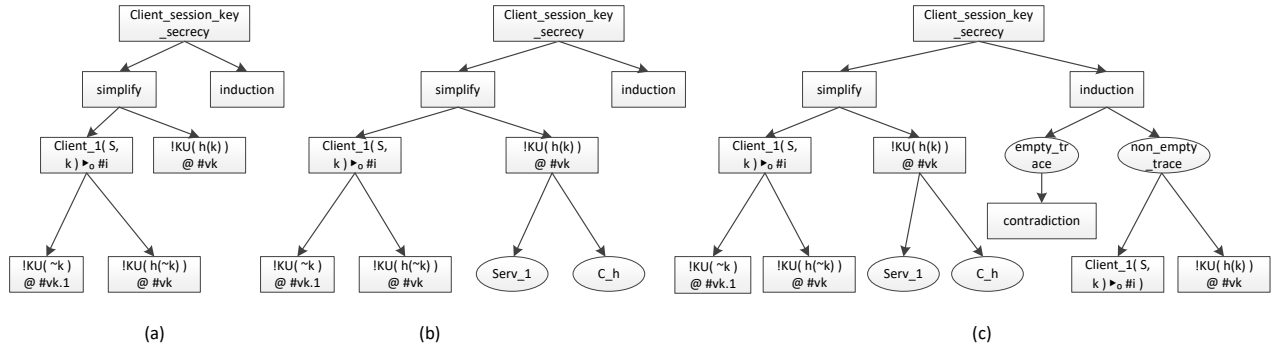 Client_session_key
_secrecy
simplify
induction
Client_1( S,
k ) ▶₀ #i
!KU( h(k) )
@ #vk
!KU( ~k )
@ #vk.1
!KU( h(~k) )
@ #vk
(a)
Client_session_key
_secrecy
simplify
induction
Client_1( S,
k ) ▶₀ #i
!KU( h(k) )
@ #vk
!KU( ~k )
@ #vk.1
!KU( h(~k) )
@ #vk
Serv_1
C_h
(b)
Client_session_key
_secrecy
simplify
induction
Client_1( S,
k ) ▶₀ #i
!KU( h(k) )
@ #vk
empty_tr
ace
non_empty
_trace
contradiction
!KU( ~k )
@ #vk.1
!KU( h(~k) )
@ #vk
Serv_1
C_h
Client_1( S,
k ) ▶₀ #i )
!KU( h(k) )
@ #vk
(c)